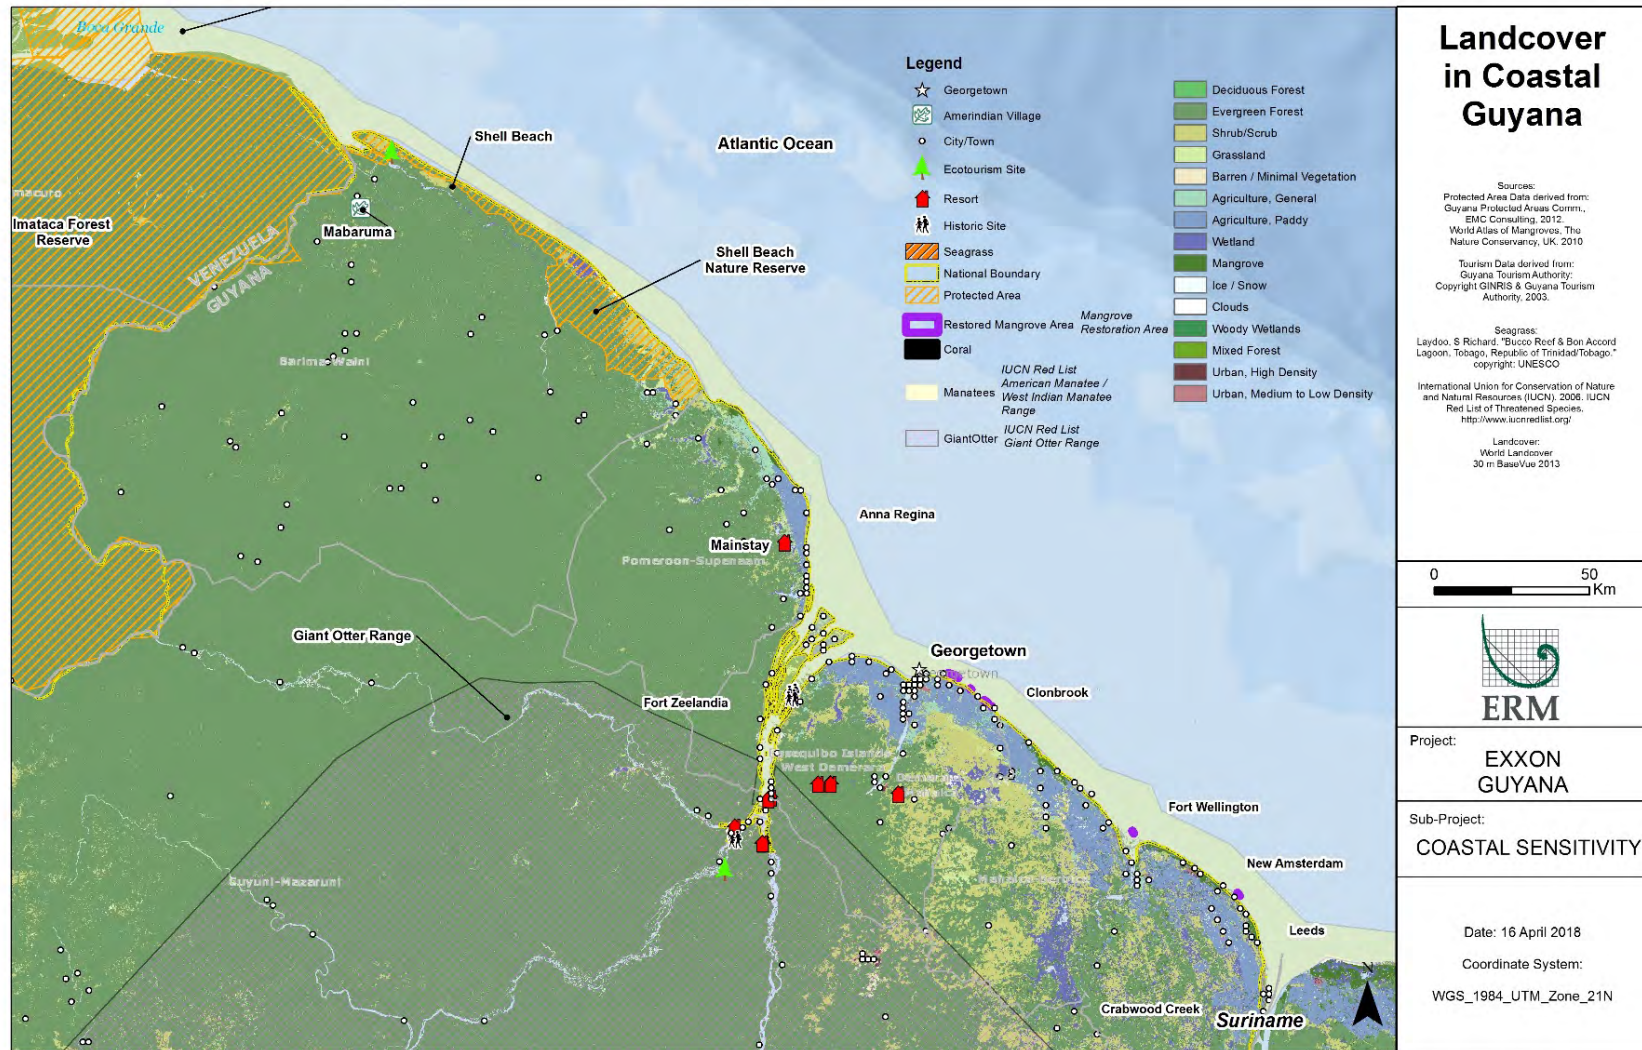 Boca Grande
Shell Beach
Atlantic Ocean
Imataca Forest
Reserve
Mabaruma
VENEZUELA
GUYANA
Shell Beach
Nature Reserve
Barima-Waini
Anna Regina
Mainstay
Pomeroon-Supenaam
Giant Otter Range
Georgetown
Clonbrook
Fort Zeelandia
West Demerara
Fort Wellington
New Amsterdam
Cuyuni-Mazaruni
Leeds
Crabwood Creek
Suriname
N
Legend
Georgetown
Amerindian Village
City/Town
Ecotourism Site
Resort
Historic Site
Seagrass
National Boundary
Protected Area
Restored Mangrove Area
Mangrove
Restoration Area
Coral
Manatees
IUCN Red List
American Manatee /
West Indian Manatee
Range
GiantOtter
IUCN Red List
Giant Otter Range
Deciduous Forest
Evergreen Forest
Shrub/Scrub
Grassland
Barren / Minimal Vegetation
Agriculture, General
Agriculture, Paddy
Wetland
Mangrove
Ice / Snow
Clouds
Woody Wetlands
Mixed Forest
Urban, High Density
Urban, Medium to Low Density
Landcover
in Coastal
Guyana
Sources:
Protected Area Data derived from:
Guyana Protected Areas Comm.,
EMC Consulting, 2012.
World Atlas of Mangroves, The
Nature Conservancy, UK. 2010
Tourism Data derived from:
Guyana Tourism Authority:
Copyright GINRIS & Guyana Tourism
Authority, 2003.
Seagrass:
Laydoo, S Richard. "Bucco Reef & Bon Accord
Lagoon, Tobago, Republic of Trinidad/Tobago."
copyright: UNESCO
International Union for Conservation of Nature
and Natural Resources (IUCN). 2006. IUCN
Red List of Threatened Species.
http://www.iucnredlist.org/
Landcover:
World Landcover
30 m BaseVue 2013
0 50
Km
ERM
Project:
EXXON
GUYANA
Sub-Project:
COASTAL SENSITIVITY
Date: 16 April 2018
Coordinate System:
WGS_1984_UTM_Zone_21N